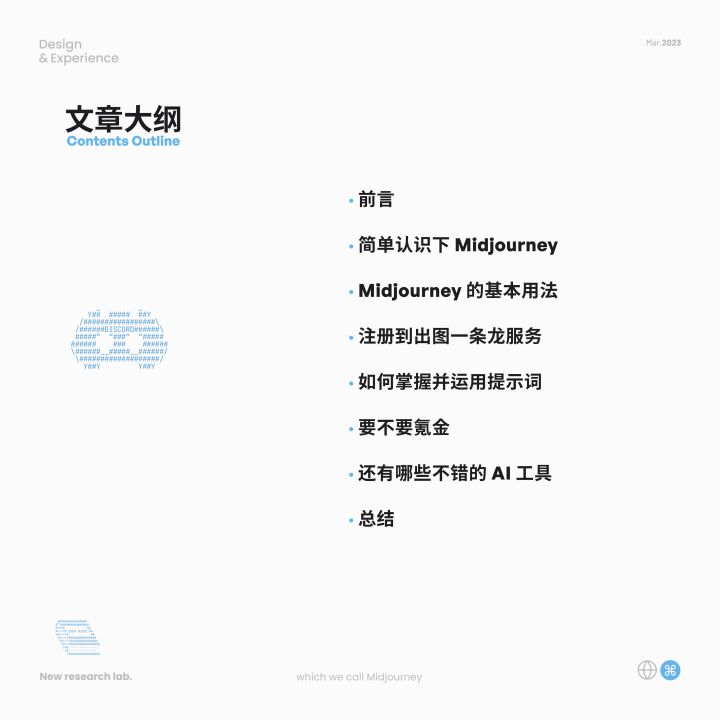 Design
& Experience
Mar.2023
文章大纲
Contents Outline
前言
简单认识下 Midjourney
Midjourney 的基本用法
注册到出图一条龙服务
如何掌握并运用提示词
要不要氪金
还有哪些不错的 AI 工具
总结
DISCORD
New research lab.
which we call Midjourney